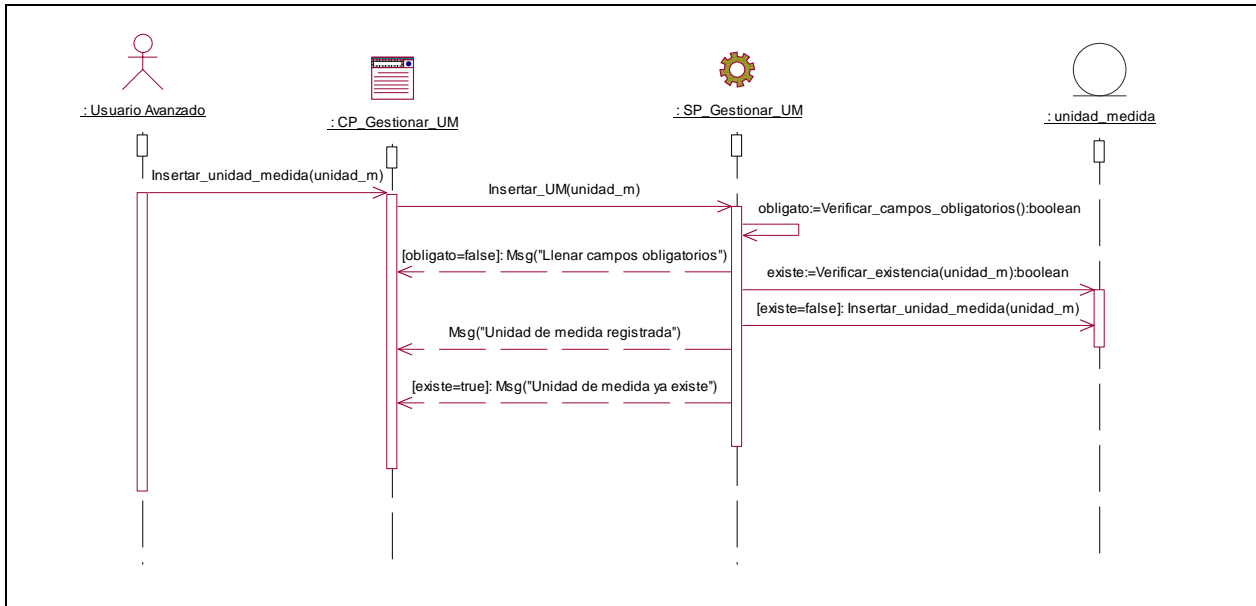 : Usuario Avanzado
: CP_Gestionar_UM
: SP_Gestionar_UM
: unidad_medida
Insertar_unidad_medida(unidad_m)
Insertar_UM(unidad_m)
obligato:=Verificar_campos_obligatorios():boolean
[obligato=false]: Msg("Llenar campos obligatorios")
existe:=Verificar_existencia(unidad_m):boolean
[existe=false]: Insertar_unidad_medida(unidad_m)
Msg("Unidad de medida registrada")
[existe=true]: Msg("Unidad de medida ya existe")